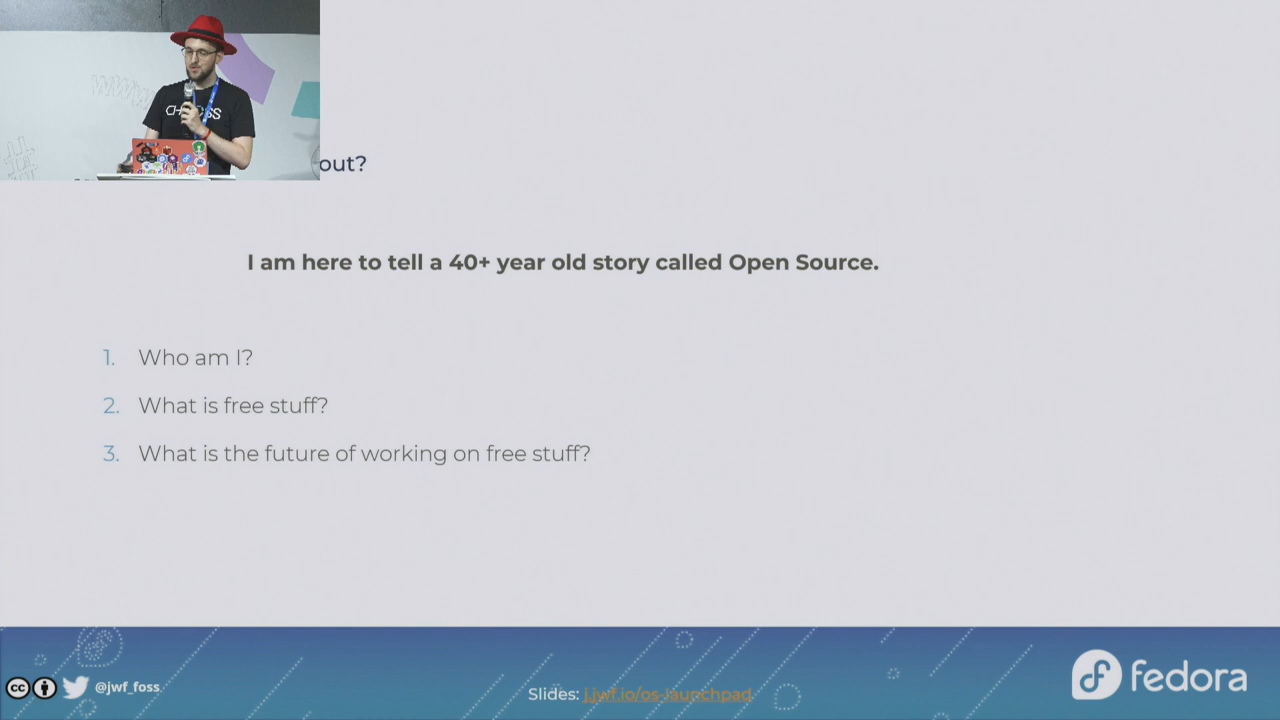 out?
I am here to tell a 40+ year old story called Open Source.
1. Who am I?
2. What is free stuff?
3. What is the future of working on free stuff?
@jwf_foss
Slides: j.jwf.io/os-launchpad
fedora
cc